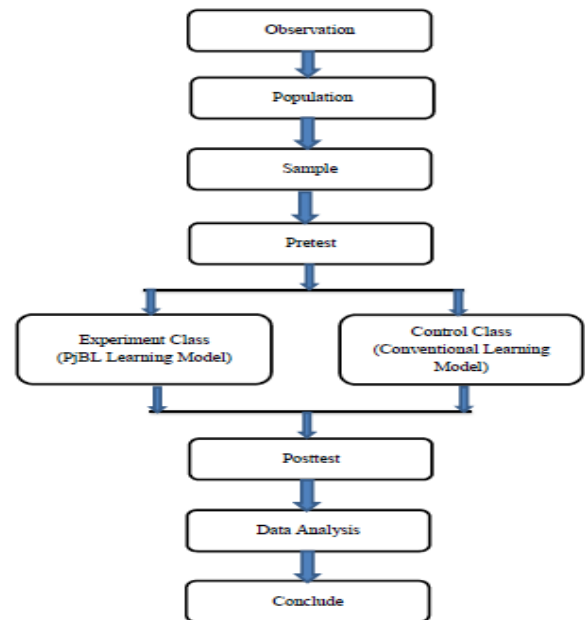 Observation
Population
Sample
Pretest
Experiment Class
(PjBL Learning Model)
Control Class
(Conventional Learning
Model)
Posttest
Data Analysis
Conclude